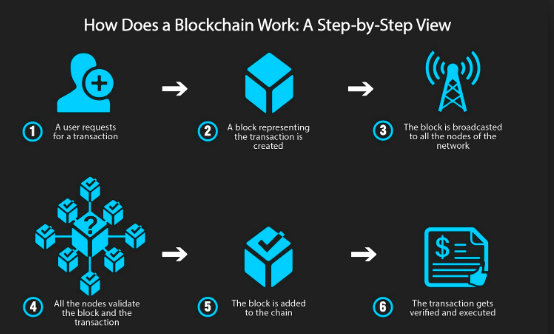 How Does a Blockchain Work: A Step-by-Step View
1
A user requests
for a transaction
2
A block representing
the transaction is
created
3
The block is broadcasted
to all the nodes of the
network
?
4
All the nodes validate
the block and the
transaction
5
The block is added
to the chain
$
6
The transaction gets
verified and executed